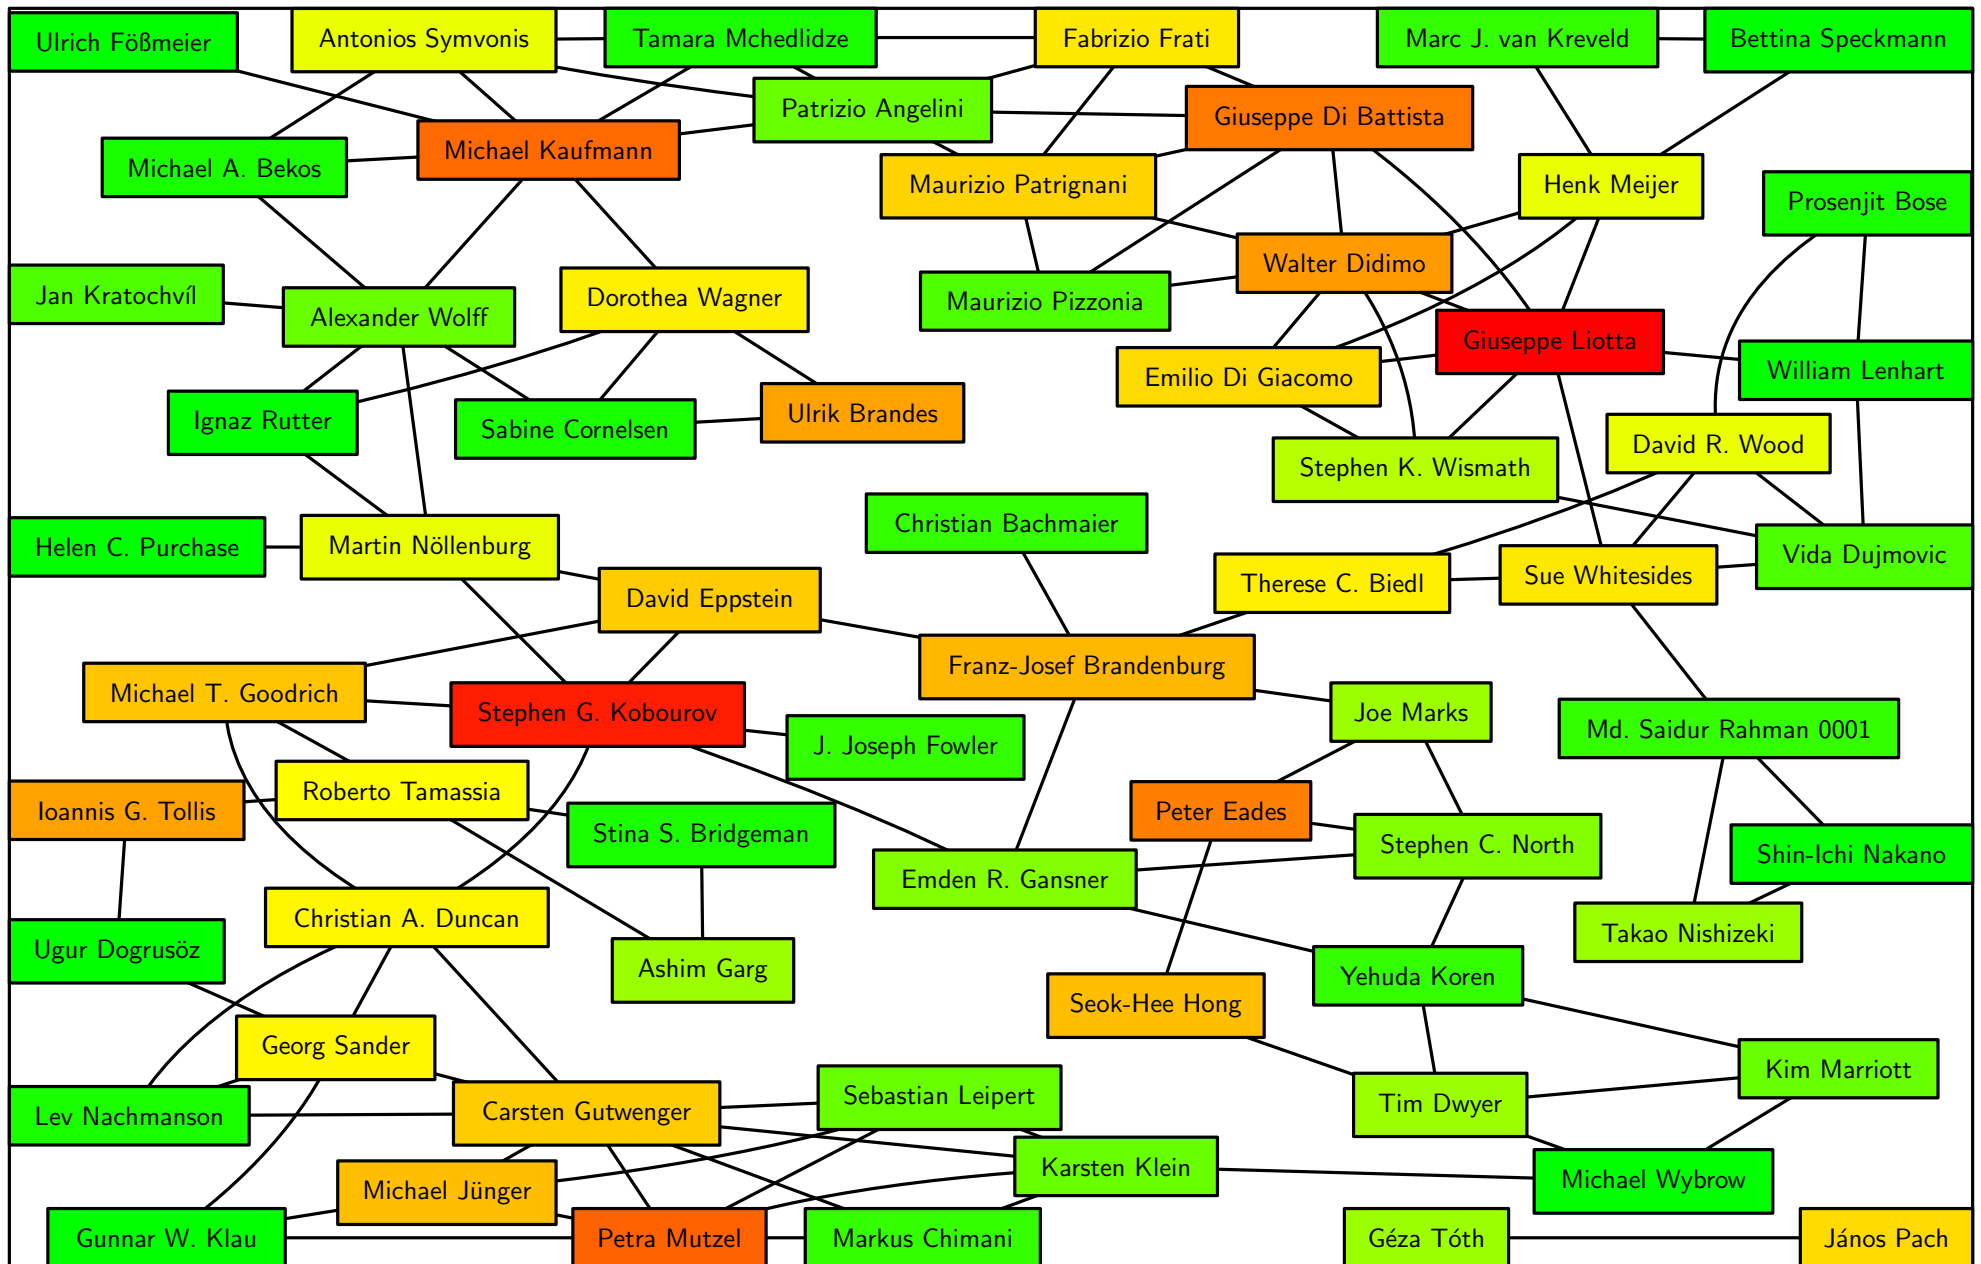 Ulrich Fößmeier
Antonios Symvonis
Tamara Mchedlidze
Fabrizio Frati
Marc J. van Kreveld
Bettina Speckmann
Patrizio Angelini
Giuseppe Di Battista
Michael Kaufmann
Michael A. Bekos
Maurizio Patrignani
Henk Meijer
Prosenjit Bose
Walter Didimo
Jan Kratochvíl
Dorothea Wagner
Maurizio Pizzonia
Alexander Wolff
Giuseppe Liotta
William Lenhart
Emilio Di Giacomo
Ulrik Brandes
Ignaz Rutter
Sabine Cornelsen
David R. Wood
Stephen K. Wismath
Christian Bachmaier
Helen C. Purchase
Martin Nöllenburg
Vida Dujmovic
Sue Whitesides
Therese C. Biedl
David Eppstein
Franz-Josef Brandenburg
Michael T. Goodrich
Stephen G. Kobourov
Joe Marks
Md. Saidur Rahman 0001
J. Joseph Fowler
Roberto Tamassia
Ioannis G. Tollis
Peter Eades
Stina S. Bridgeman
Stephen C. North
Shin-Ichi Nakano
Emden R. Gansner
Christian A. Duncan
Takao Nishizeki
Ugur Dogrusöz
Ashim Garg
Yehuda Koren
Seok-Hee Hong
Georg Sander
Kim Marriott
Sebastian Leipert
Tim Dwyer
Carsten Gutwenger
Lev Nachmanson
Karsten Klein
Michael Wybrow
Michael Jünger
Gunnar W. Klau
Petra Mutzel
Markus Chimani
Géza Tóth
János Pach